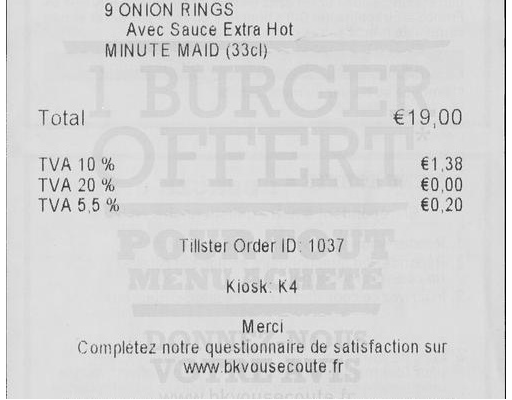 9 ONION RINGS
Avec Sauce Extra Hot
MINUTE MAID (33cl)
1 BURGER
OFFERT*
Total €19,00
TVA 10 % €1,38
TVA 20 % €0,00
TVA 5,5 % €0,20
POUR TOUT
MENU ACHETÉ
Tillster Order ID: 1037
Kiosk: K4
DONNEZ-NOUS
VOTRE AVIS
Merci
Completez notre questionnaire de satisfaction sur
www.bkvousecoute.fr
www.bkvousecoute.fr